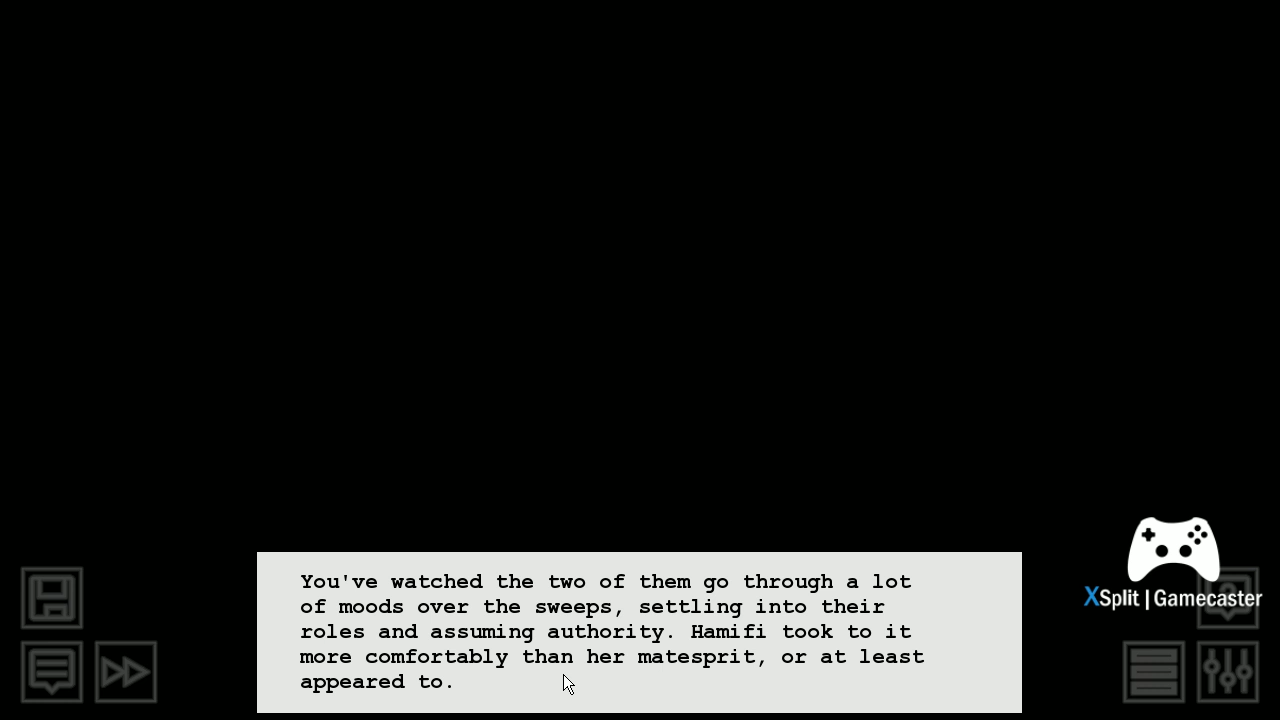 You've watched the two of them go through a lot
of moods over the sweeps, settling into their
roles and assuming authority. Hamifi took to it
more comfortably than her matesprit, or at least
appeared to.
XSplit | Gamecaster